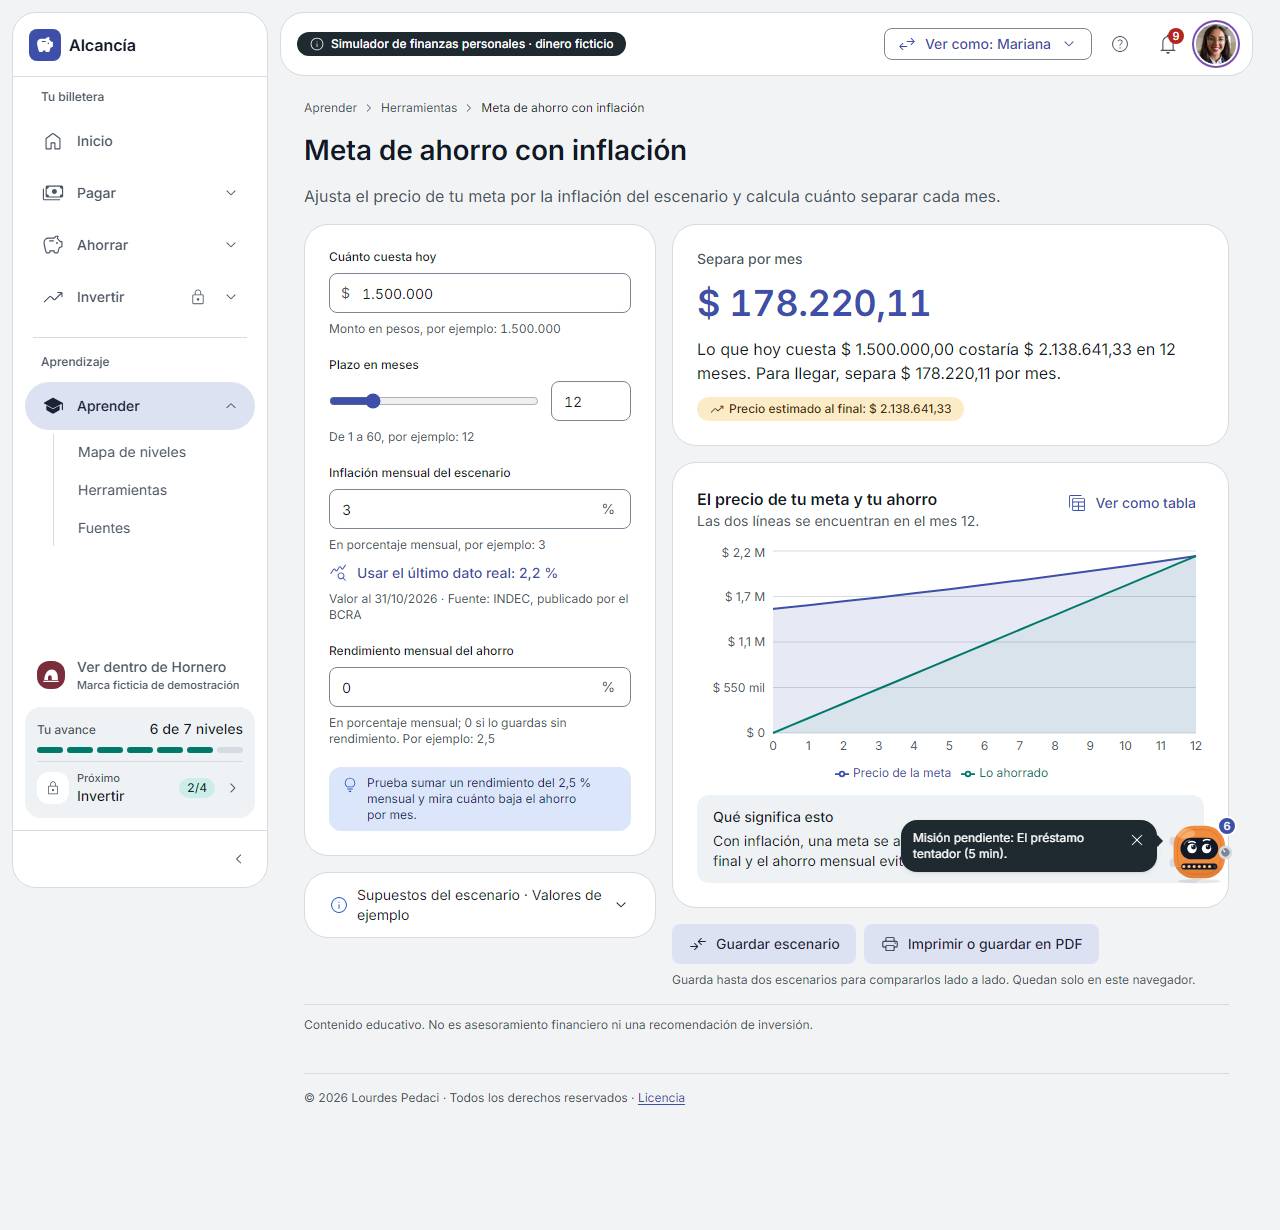 Alcancía
Simulador de finanzas personales · dinero ficticio
Ver como: Mariana
9
Tu billetera
Inicio
Pagar
Ahorrar
Invertir
Aprendizaje
Aprender
Mapa de niveles
Herramientas
Fuentes
Ver dentro de Hornero
Marca ficticia de demostración
Tu avance
6 de 7 niveles
Próximo
Invertir
2/4
Aprender
Herramientas
Meta de ahorro con inflación
Meta de ahorro con inflación
Ajusta el precio de tu meta por la inflación del escenario y calcula cuánto separar cada mes.
Cuánto cuesta hoy
$ 1.500.000
Monto en pesos, por ejemplo: 1.500.000
Plazo en meses
12
De 1 a 60, por ejemplo: 12
Inflación mensual del escenario
3 %
En porcentaje mensual, por ejemplo: 3
Usar el último dato real: 2,2 %
Valor al 31/10/2026 · Fuente: INDEC, publicado por el
BCRA
Rendimiento mensual del ahorro
0 %
En porcentaje mensual; 0 si lo guardas sin
rendimiento. Por ejemplo: 2,5
Prueba sumar un rendimiento del 2,5 %
mensual y mira cuánto baja el ahorro
por mes.
Supuestos del escenario · Valores de
ejemplo
Separa por mes
$ 178.220,11
Lo que hoy cuesta $ 1.500.000,00 costaría $ 2.138.641,33 en 12
meses. Para llegar, separa $ 178.220,11 por mes.
Precio estimado al final: $ 2.138.641,33
El precio de tu meta y tu ahorro
Las dos líneas se encuentran en el mes 12.
Ver como tabla
$ 2,2 M
$ 1,7 M
$ 1,1 M
$ 550 mil
$ 0
0 1 2 3 4 5 6 7 8 9 10 11 12
Precio de la meta
Lo ahorrado
Qué significa esto
Con inflación, una meta se a
final y el ahorro mensual evit
Misión pendiente: El préstamo
tentador (5 min).
6
Guardar escenario
Imprimir o guardar en PDF
Guarda hasta dos escenarios para compararlos lado a lado. Quedan solo en este navegador.
Contenido educativo. No es asesoramiento financiero ni una recomendación de inversión.
© 2026 Lourdes Pedaci · Todos los derechos reservados · Licencia